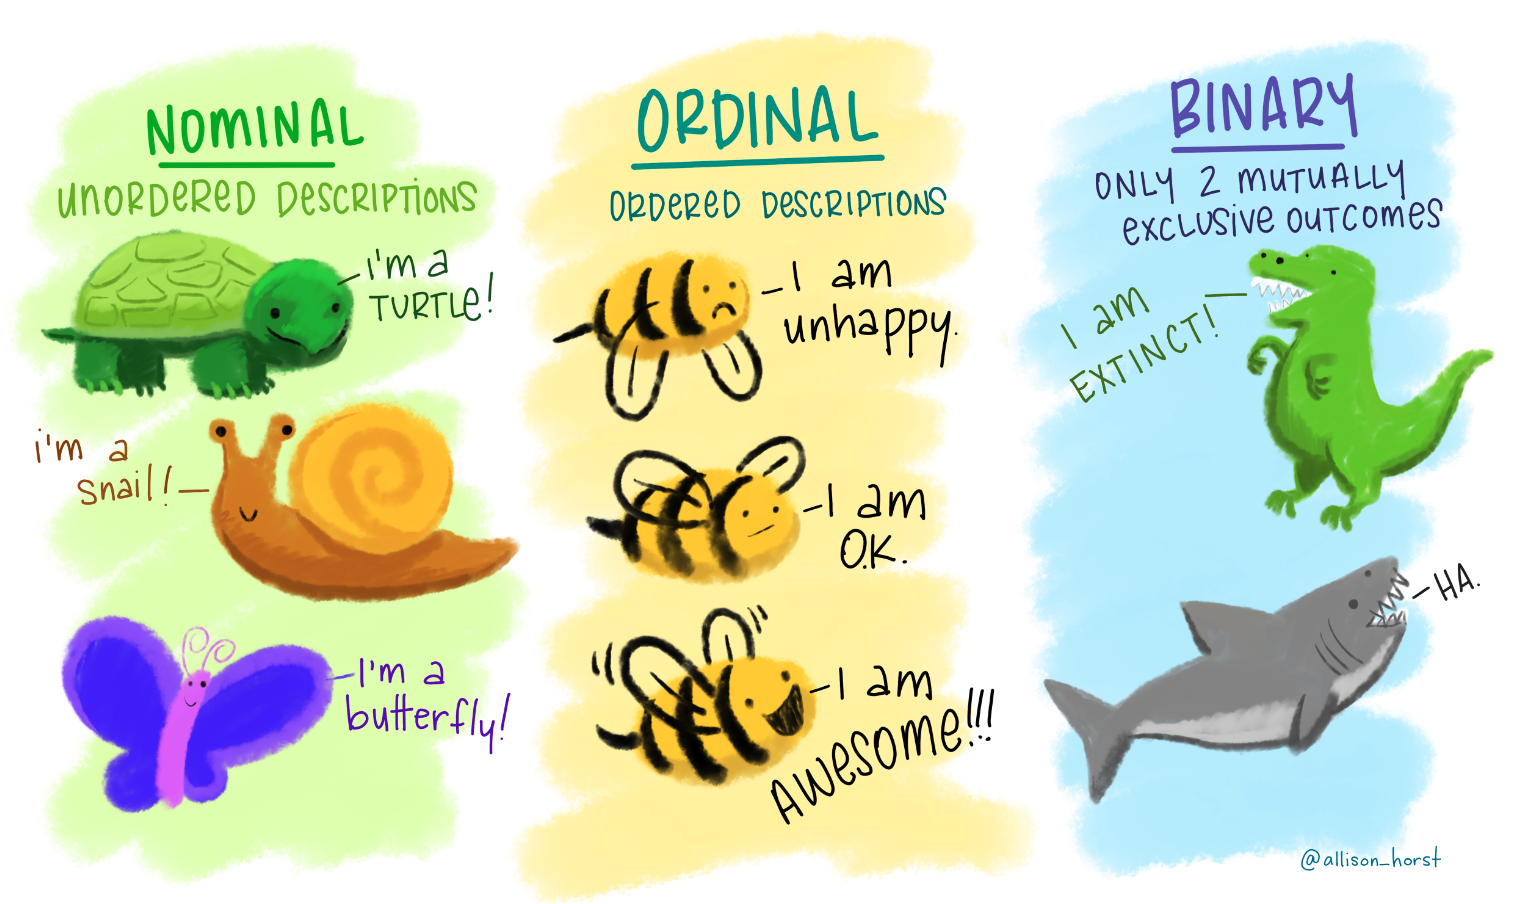 NOMINAL
UNORDERED DESCRIPTIONS
i'm a
TURTLE!
i'm a
snail!
I'm a
butterfly!
ORDINAL
ORDERED DESCRIPTIONS
I am
unhappy.
I am
O.K.
I am
AWESOME!!!
BINARY
ONLY 2 MUTUALLY
EXCLUSIVE OUTCOMES
I am
EXTINCT!
HA.
@allison_horst